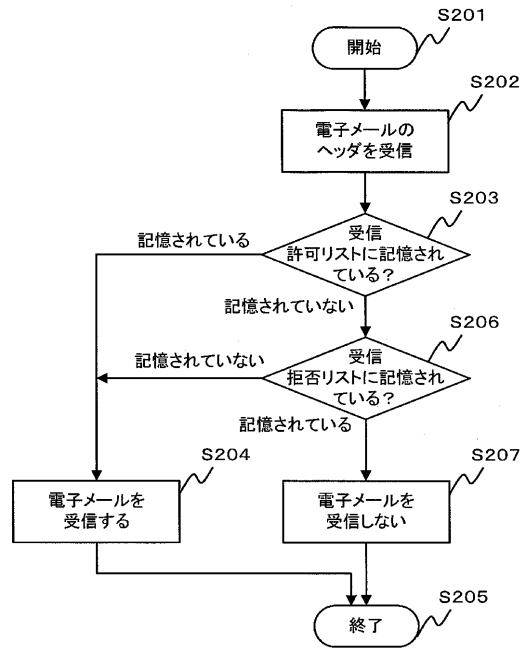 S201
開始
S202
電子メールの
ヘッダを受信
S203
受信
許可リストに記憶され
ている？
記憶されている
記憶されていない
S206
受信
拒否リストに記憶され
ている？
記憶されていない
記憶されている
S204
電子メールを
受信する
S207
電子メールを
受信しない
S205
終了